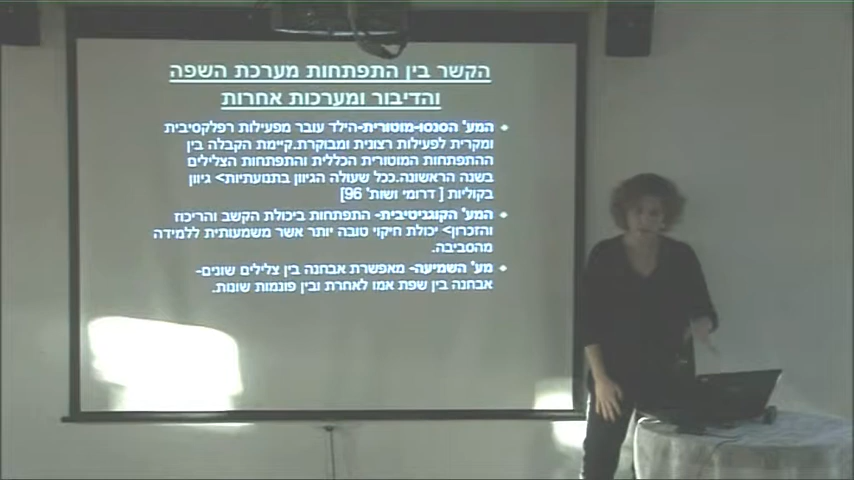 הקשר בין התפתחות מערכת השפה
והדיבור ומערכות אחרות
המע' הסנסו-מוטורית-הילד עובר מפעילות רפלקסיבית
ומקרית לפעילות רצונית ומבוקרת.קיימת הקבלה בין
ההתפתחות המוטורית הכללית והתפתחות הצלילים
בשנה הראשונה.ככל שעולה הגיוון בתנועתיות> גיוון
בקוליות [ דרומי ושות' 96]
המע' הקוגניטיבית- התפתחות ביכולת הקשב והריכוז
והזכרון> יכולת חיקוי טובה יותר אשר משמעותית ללמידה
מהסביבה.
מע' השמיעה- מאפשרת אבחנה בין צלילים שונים-
אבחנה בין שפת אמו לאחרת ובין פונמות שונות.